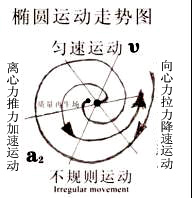 椭圆运动走势图
匀速运动 υ
离心力推力加速运动
a₂
向心力拉力降速运动
不规则运动
Irregular movement